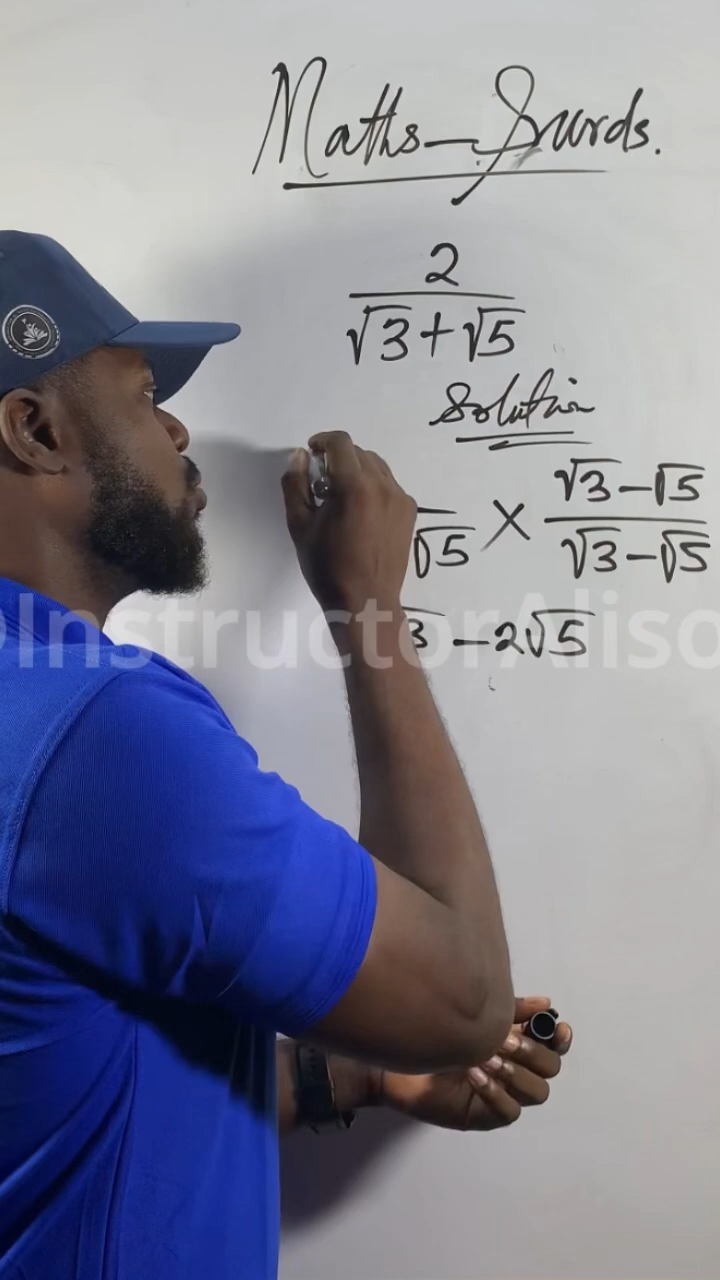 Maths – Surds.
2
√3 + √5
Solution
√3 – √5
√5 × 
√3 – √5
3 – 2√5
InstructorAliso